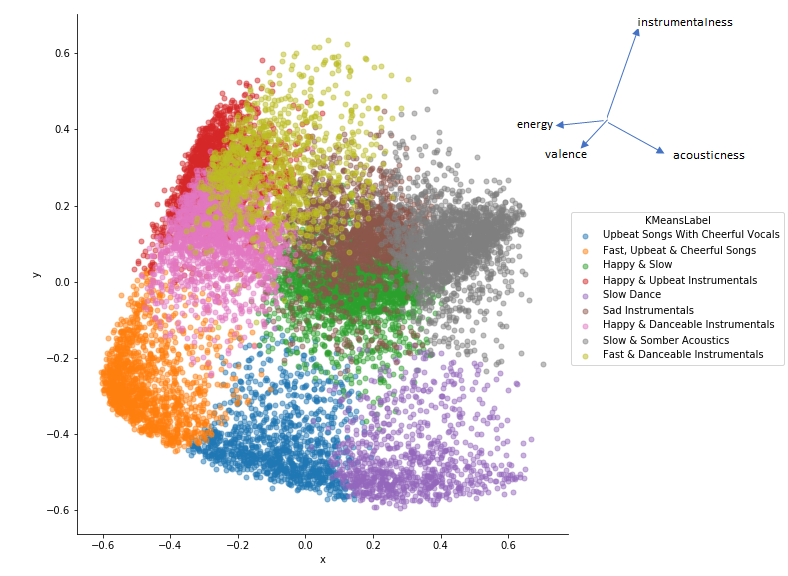 instrumentalness
energy
valence
acousticness
0.6
0.4
0.2
0.0
−0.2
−0.4
−0.6
y
−0.6
−0.4
−0.2
0.0
0.2
0.4
0.6
x
KMeansLabel
Upbeat Songs With Cheerful Vocals
Fast, Upbeat & Cheerful Songs
Happy & Slow
Happy & Upbeat Instrumentals
Slow Dance
Sad Instrumentals
Happy & Danceable Instrumentals
Slow & Somber Acoustics
Fast & Danceable Instrumentals